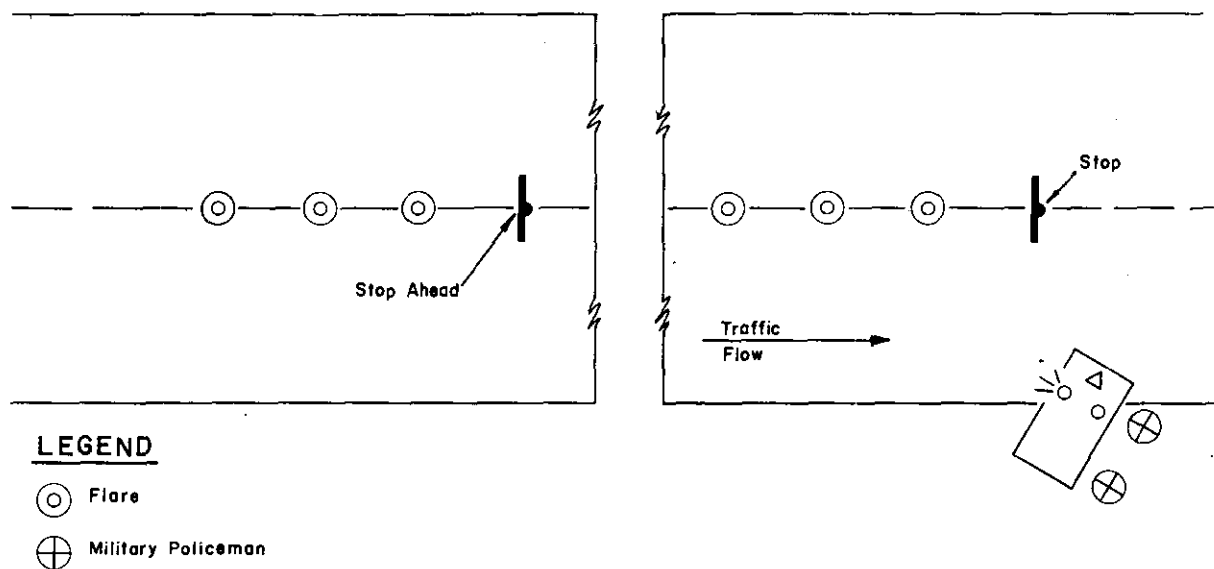 Stop
Stop Ahead
Traffic
Flow
LEGEND
Flare
Military Policeman